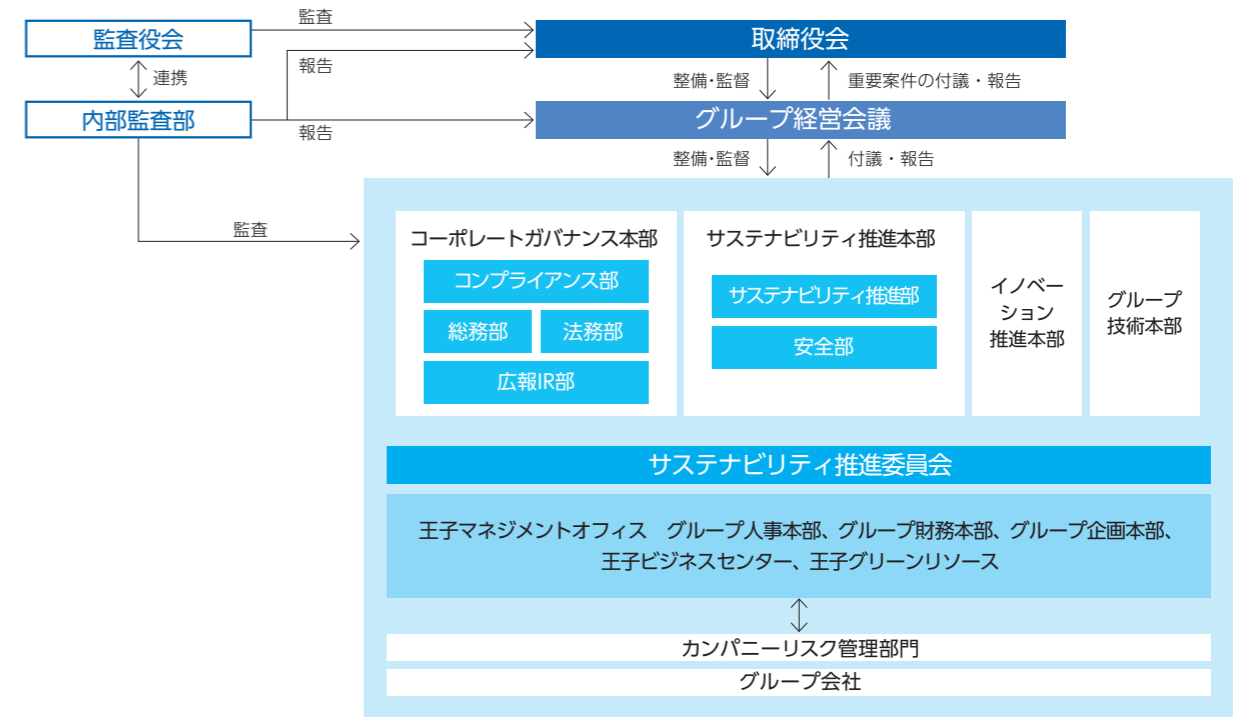 監査
監査役会
取締役会
報告
連携
整備・監督
重要案件の付議・報告
内部監査部
グループ経営会議
報告
整備・監督
付議・報告
監査
コーポレートガバナンス本部
コンプライアンス部
総務部
法務部
広報IR部
サステナビリティ推進本部
サステナビリティ推進部
安全部
イノベー
ション
推進本部
グループ
技術本部
サステナビリティ推進委員会
王子マネジメントオフィス　グループ人事本部、グループ財務本部、グループ企画本部、
王子ビジネスセンター、王子グリーンリソース
カンパニーリスク管理部門
グループ会社